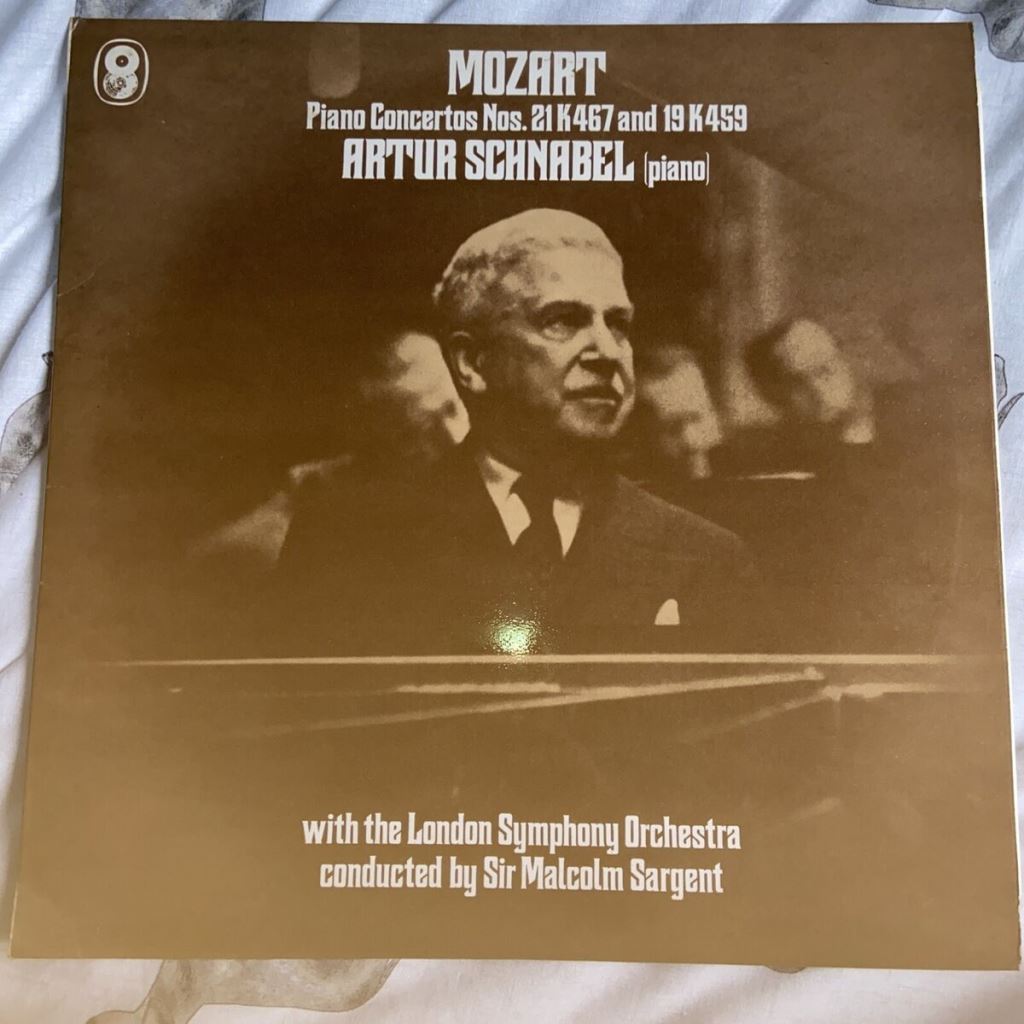 MOZART
Piano Concertos Nos. 21 K467 and 19 K459
ARTUR SCHNABEL (piano)
with the London Symphony Orchestra
conducted by Sir Malcolm Sargent